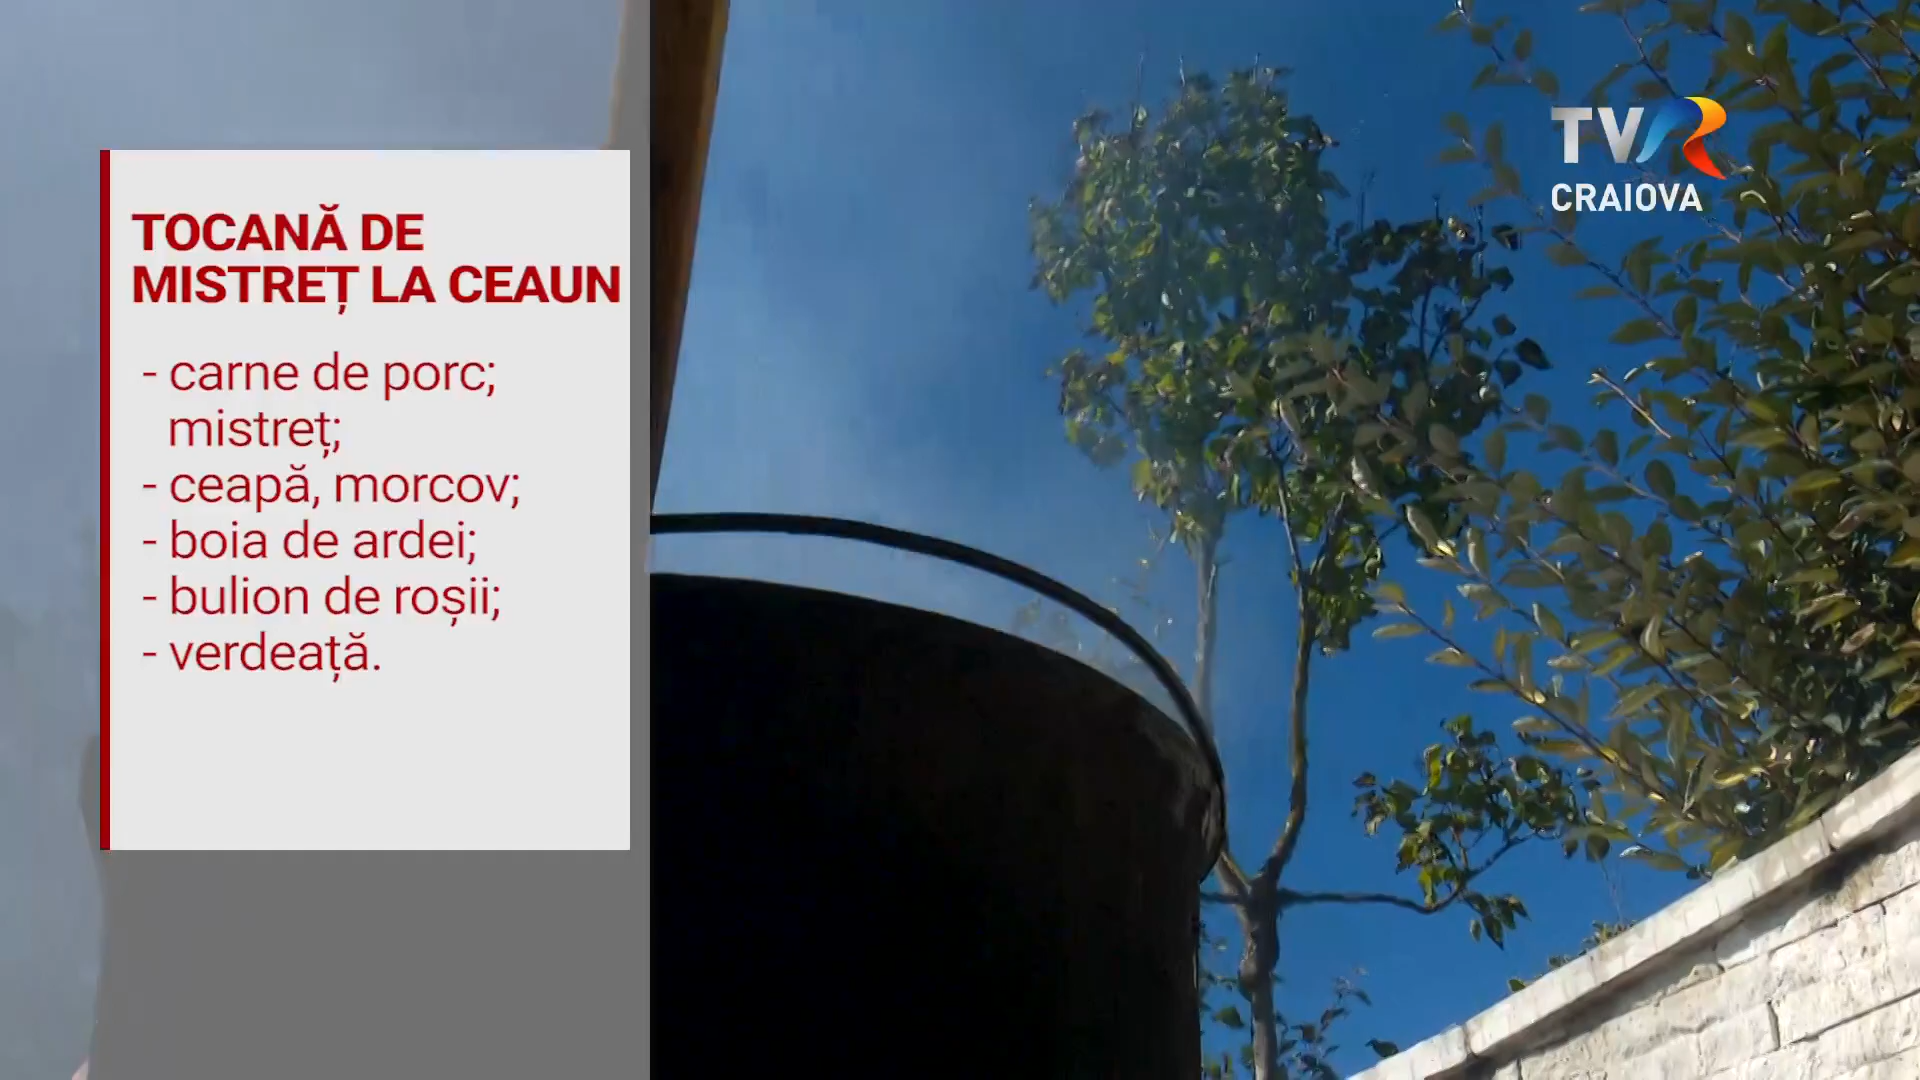 TOCANĂ DE
MISTREȚ LA CEAUN
- carne de porc;
mistreț;
- ceapă, morcov;
- boia de ardei;
- bulion de roșii;
- verdeață.
TVR
CRAIOVA